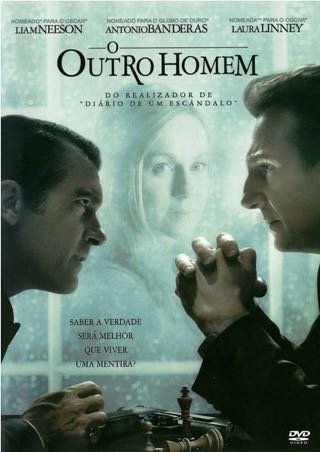 NOMEADO* PARA O OSCAR®
LIAM NEESON
NOMEADO PARA O GLOBO DE OURO®
ANTONIO BANDERAS
NOMEADA** PARA O OSCAR®
LAURA LINNEY
O
OUTRO HOMEM
DO REALIZADOR DE
"DIÁRIO DE UM ESCÂNDALO"
SABER A VERDADE
SERÁ MELHOR
QUE VIVER
UMA MENTIRA?
DVD
VIDEO